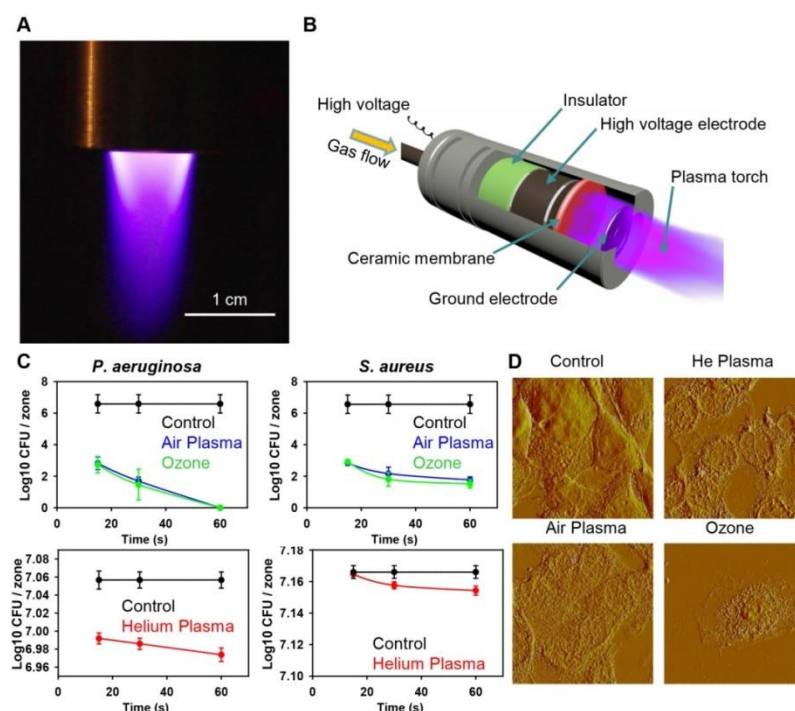 A
1 cm
B
High voltage
Gas flow
Insulator
High voltage electrode
Plasma torch
Ceramic membrane
Ground electrode
C
P. aeruginosa
Log10 CFU / zone
8
6
4
2
0
Control
Air Plasma
Ozone
0 20 40 60
Time (s)
S. aureus
Log10 CFU / zone
8
6
4
2
0
Control
Air Plasma
Ozone
0 20 40 60
Time (s)
Log10 CFU / zone
7.06
7.03
7.00
6.98
6.96
Control
Helium Plasma
0 20 40 60
Time (s)
Log10 CFU / zone
7.18
7.16
7.14
7.12
7.10
Control
Helium Plasma
0 20 40 60
Time (s)
D
Control
He Plasma
Air Plasma
Ozone